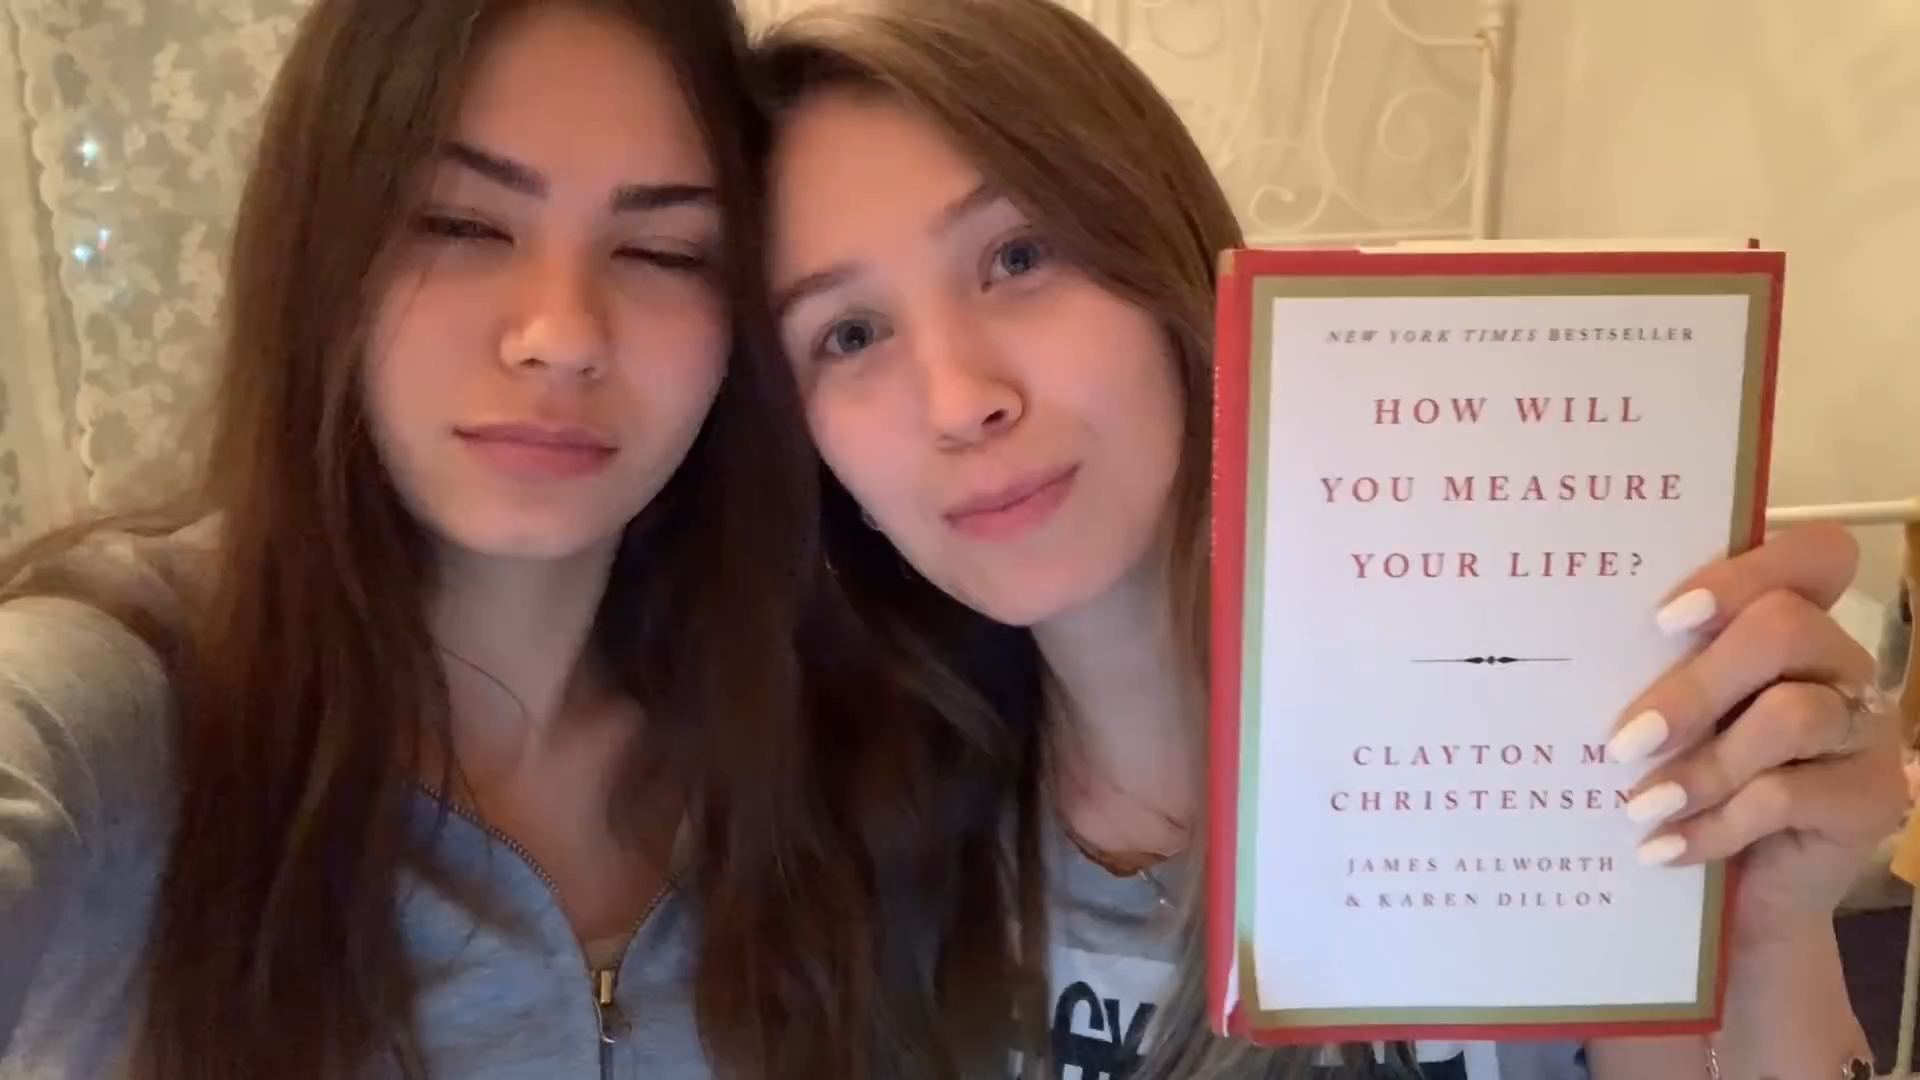 NEW YORK TIMES BESTSELLER
HOW WILL
YOU MEASURE
YOUR LIFE?
CLAYTON M.
CHRISTENSEN
JAMES ALLWORTH
& KAREN DILLON